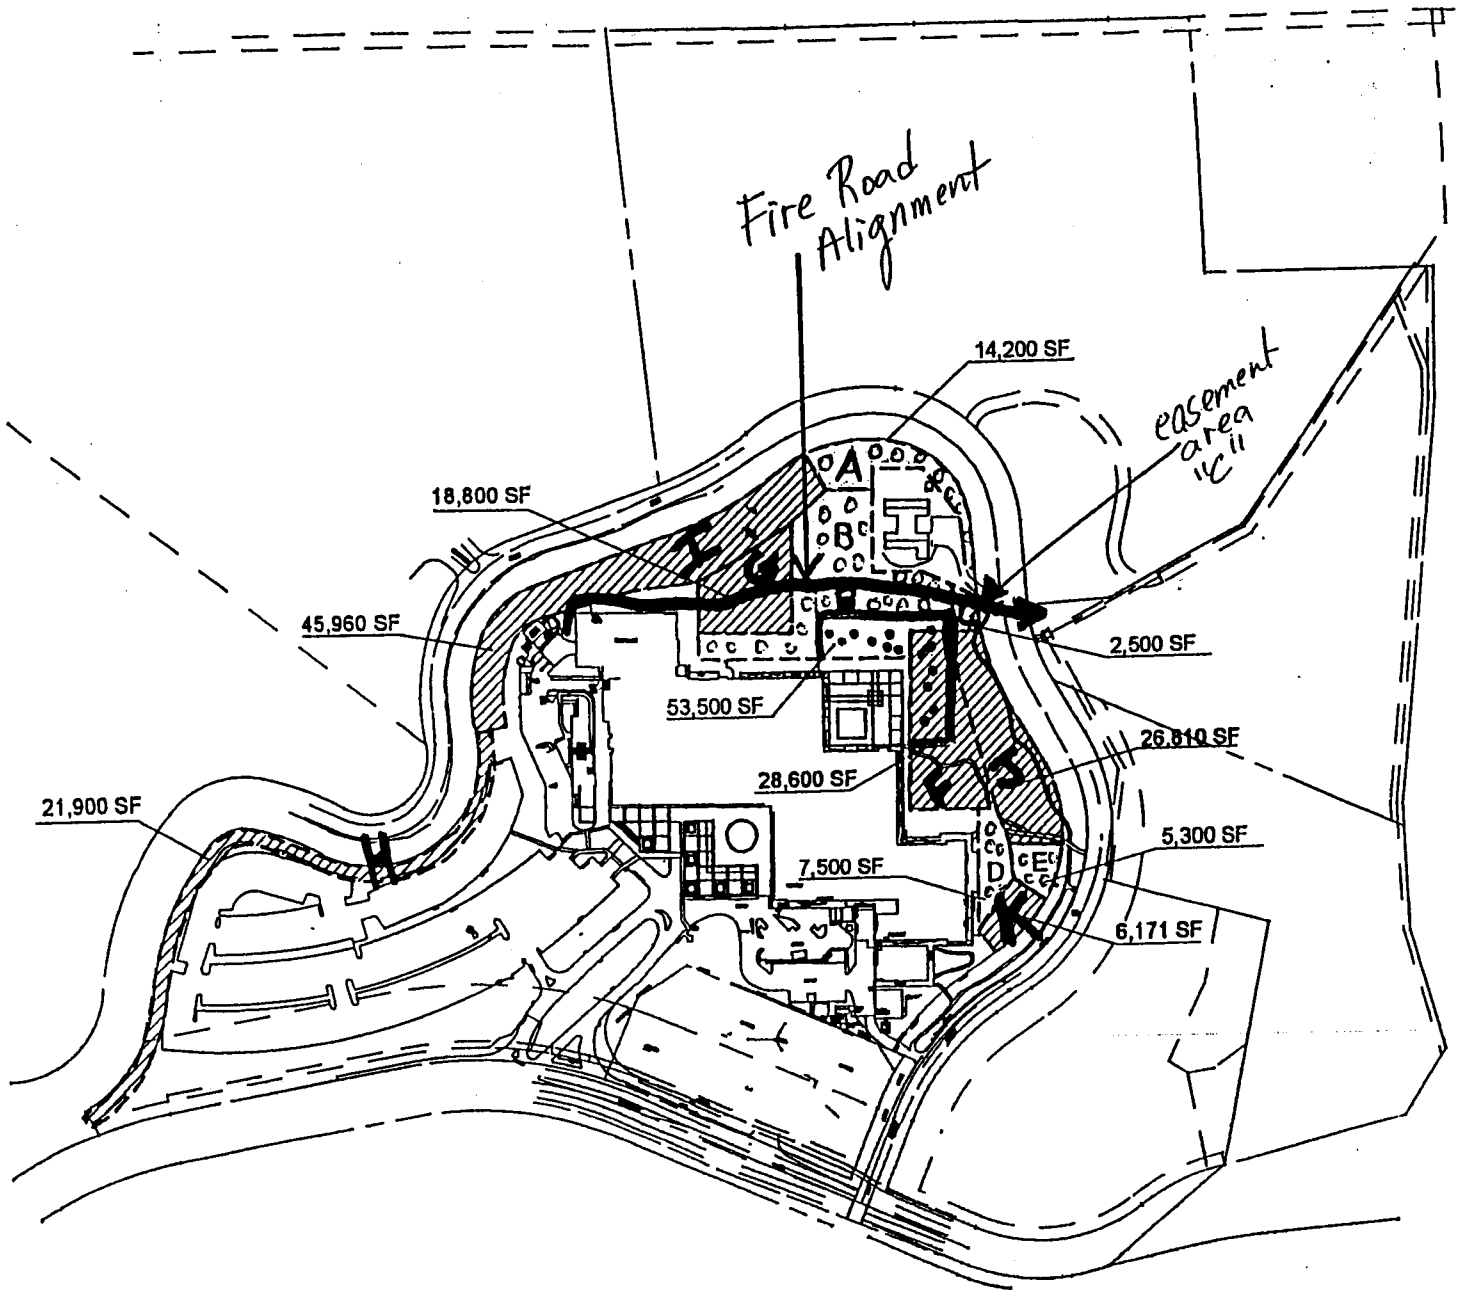 Fire Road
Alignment
14,200 SF
easement
area
"C"
18,800 SF
A
B
I
G
45,960 SF
2,500 SF
53,500 SF
26,810 SF
28,600 SF
F
J
21,900 SF
H
5,300 SF
7,500 SF
D
E
K
6,171 SF